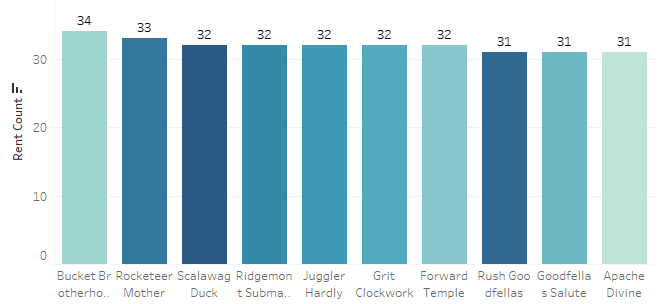 34
33
32
32
32
32
32
31
31
31
30
20
10
0
Rent Count
Bucket Br
otherho..
Rocketeer
Mother
Scalawag
Duck
Ridgemon
t Subma..
Juggler
Hardly
Grit
Clockwork
Forward
Temple
Rush Goo
dfellas
Goodfella
s Salute
Apache
Divine